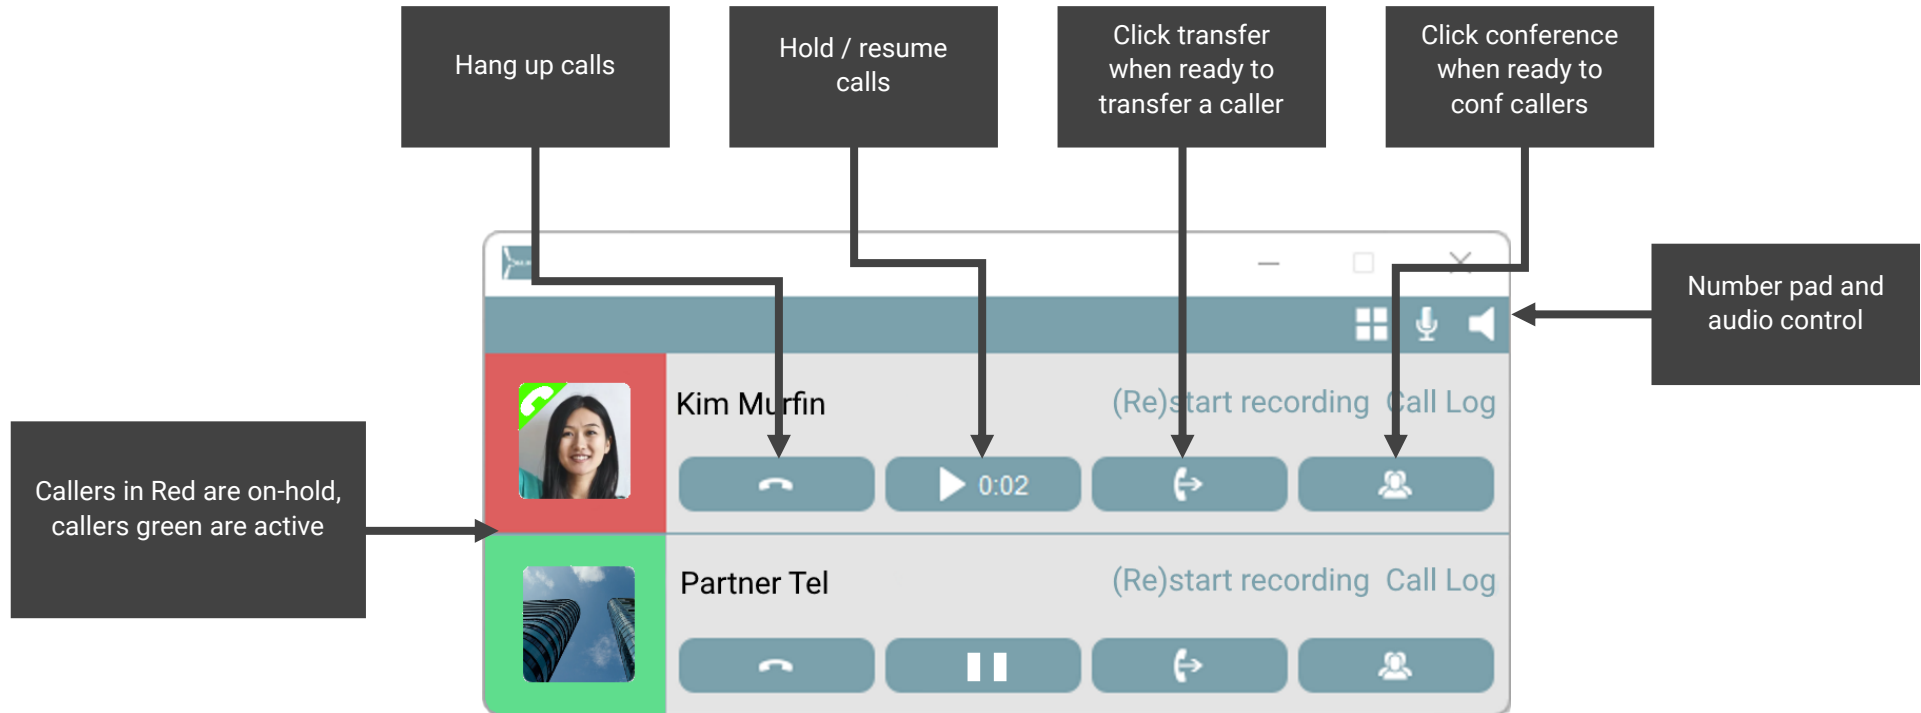 Hang up calls
Hold / resume
calls
Click transfer
when ready to
transfer a caller
Click conference
when ready to
conf callers
Number pad and
audio control
Kim Murfin
(Re)start recording Call Log
0:02
Callers in Red are on-hold,
callers green are active
Partner Tel
(Re)start recording Call Log